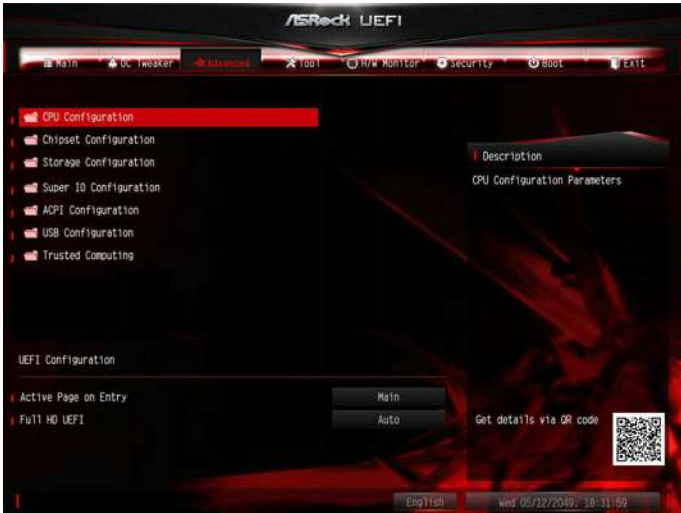 ASRock UEFI
Main OC Tweaker Advanced Tool H/W Monitor Security Boot Exit
CPU Configuration
Chipset Configuration
Storage Configuration
Super IO Configuration
ACPI Configuration
USB Configuration
Trusted Computing
Description
CPU Configuration Parameters
UEFI Configuration
Active Page on Entry Main
Full HD UEFI Auto
Get details via QR code
English Wed 05/12/2049, 18:31:59